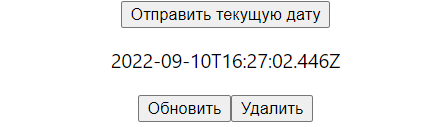 Отправить текущую дату
2022-09-10T16:27:02.446Z
Обновить Удалить